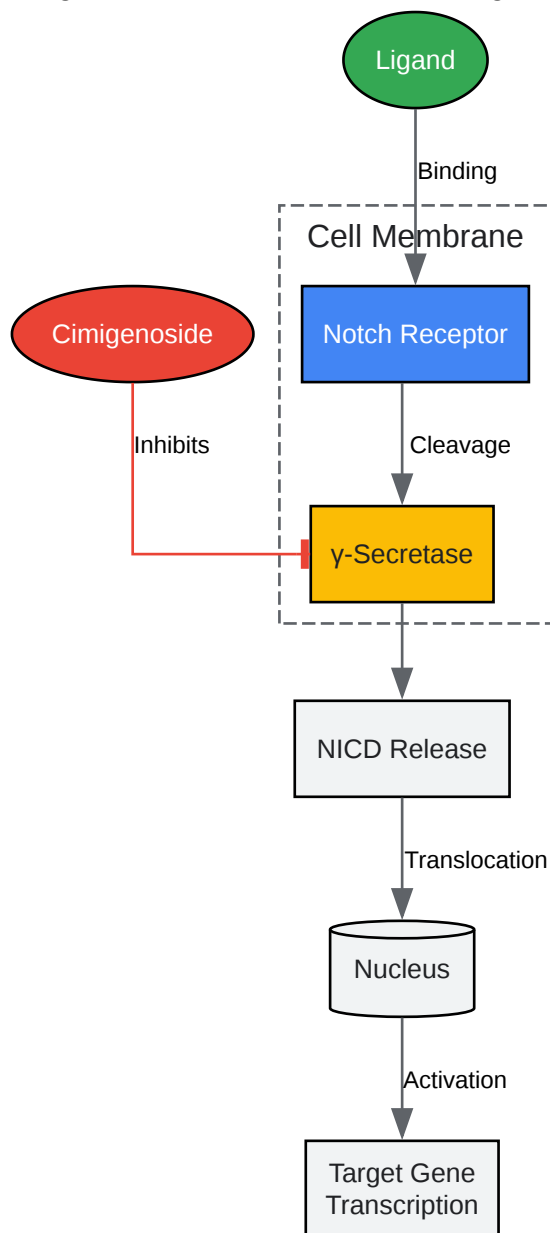 Ligand
Binding
Cell Membrane
Cimigenoside
Notch Receptor
Inhibits
Cleavage
γ-Secretase
NICD Release
Translocation
Nucleus
Activation
Target Gene
Transcription